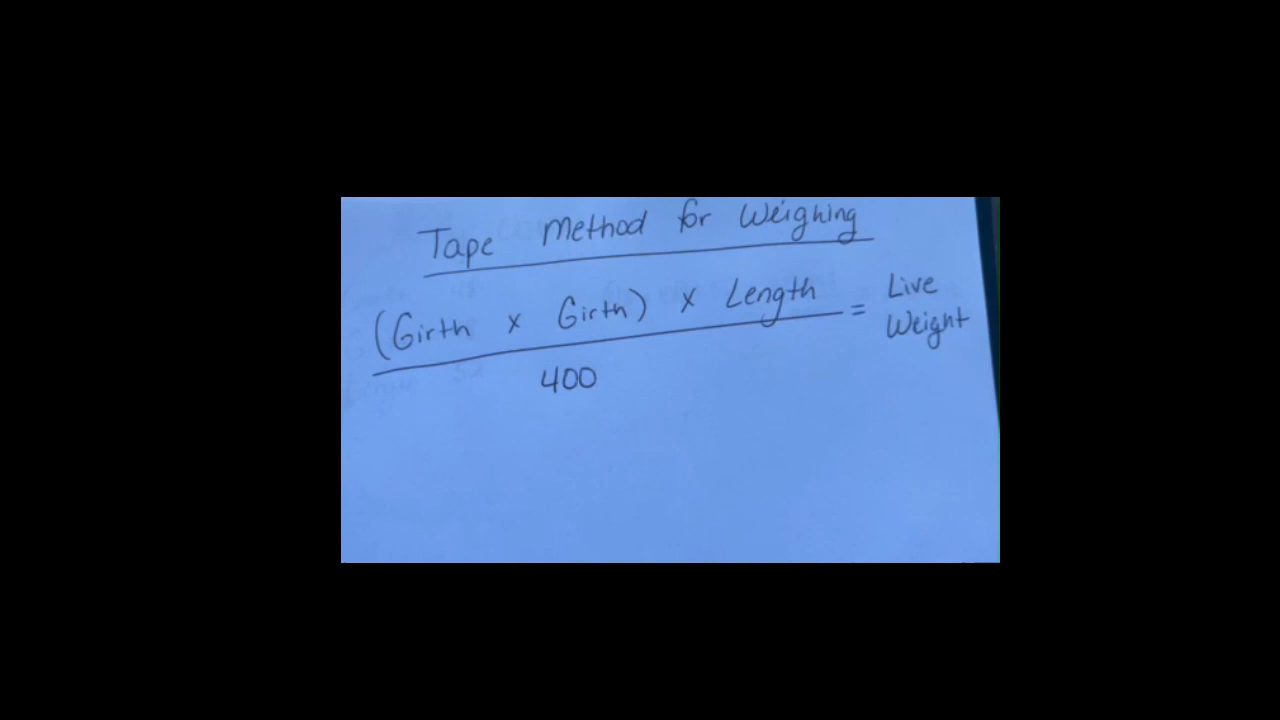 Tape Method for Weighing
(Girth x Girth) x Length = Live Weight
400